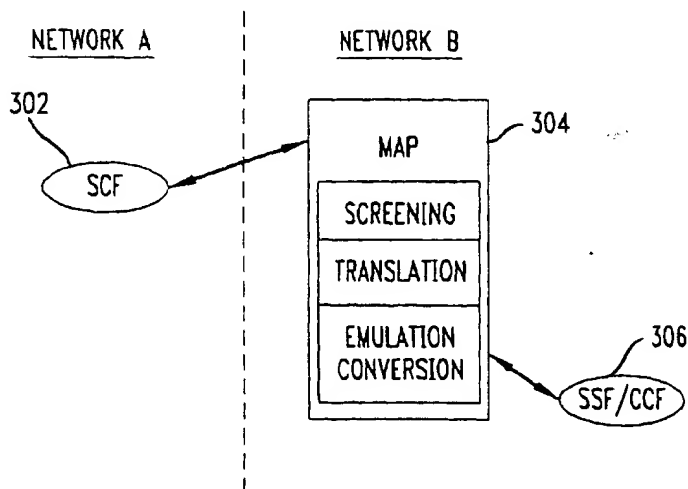 NETWORK A
NETWORK B
302
304
MAP
SCF
SCREENING
TRANSLATION
EMULATION
CONVERSION
306
SSF/CCF